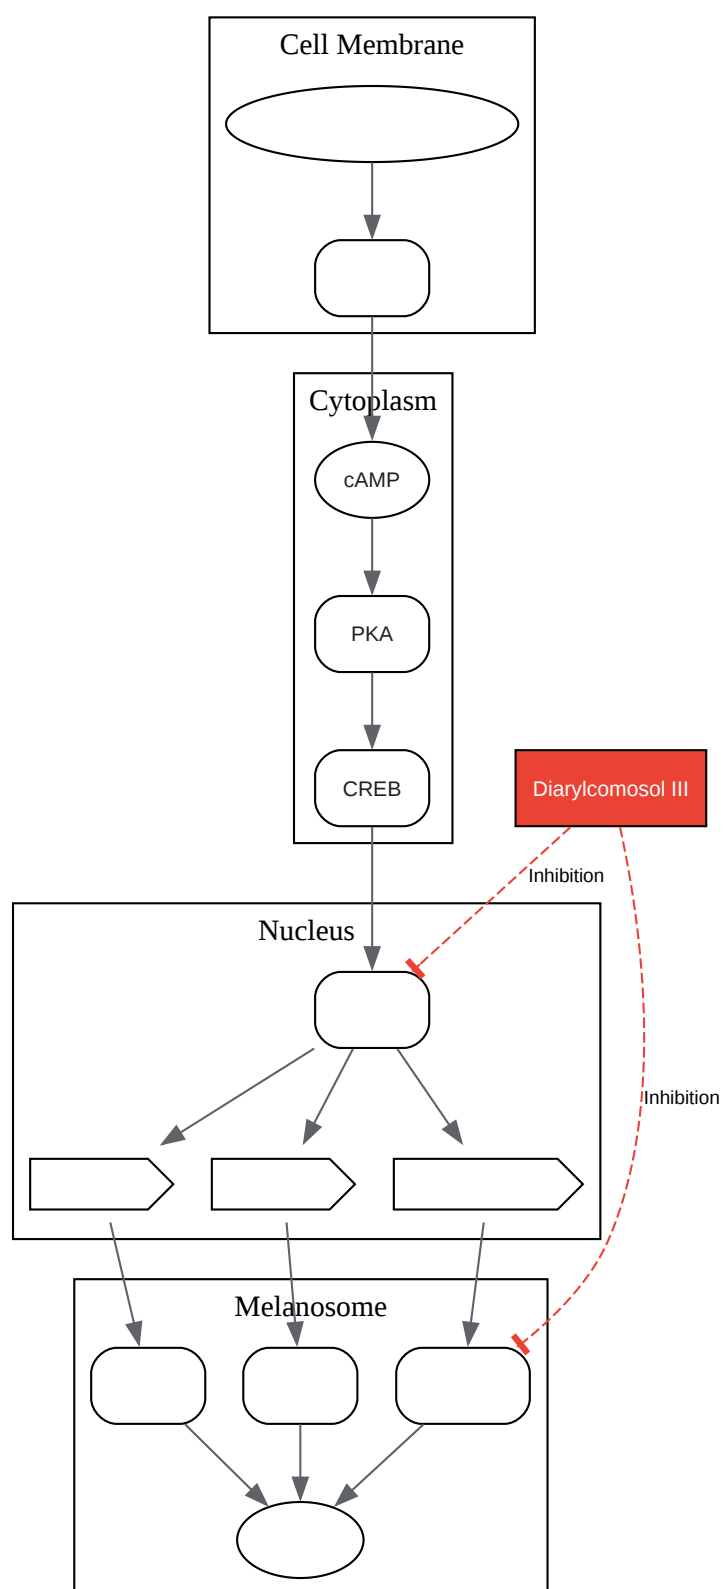 Cell Membrane
Cytoplasm
cAMP
PKA
CREB
Diarylcomosol III
Inhibition
Nucleus
Inhibition
Melanosome